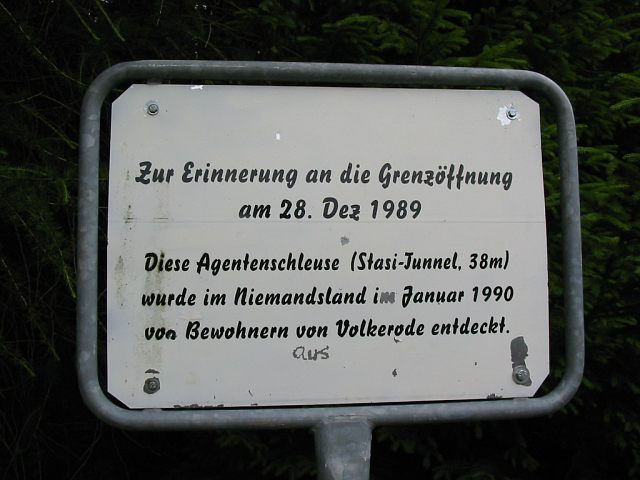 Zur Erinnerung an die Grenzöffnung
am 28. Dez 1989
Diese Agentenschleuse (Stasi-Tunnel, 38m)
wurde im Niemandsland im Januar 1990
von Bewohnern von Volkerode entdeckt.
aus